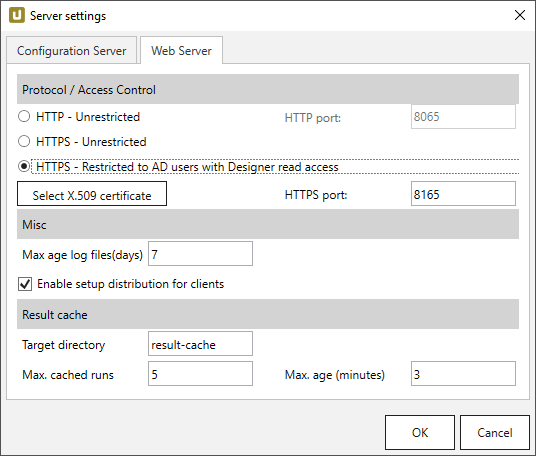 Server settings
Configuration Server
Web Server
Protocol / Access Control
HTTP - Unrestricted
HTTP port: 8065
HTTPS - Unrestricted
HTTPS - Restricted to AD users with Designer read access
Select X.509 certificate
HTTPS port: 8165
Misc
Max age log files(days) 7
Enable setup distribution for clients
Result cache
Target directory result-cache
Max. cached runs 5
Max. age (minutes) 3
OK
Cancel